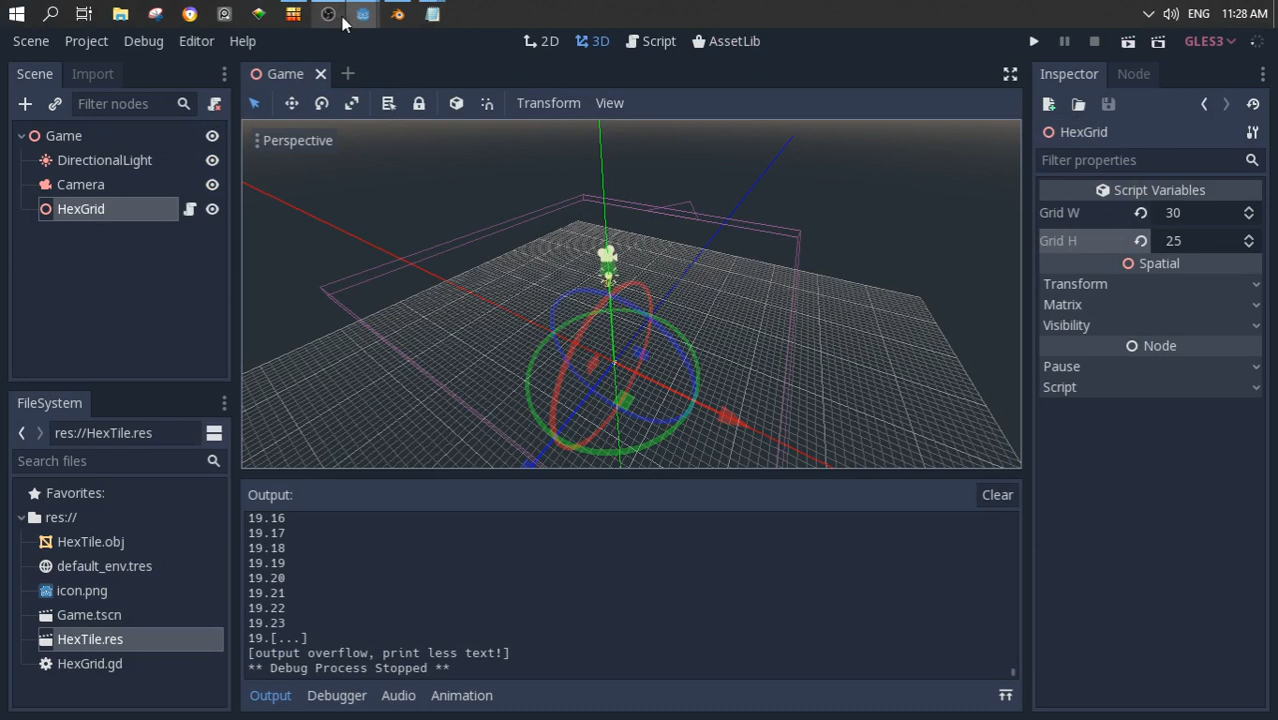 ENG 11:28 AM
Scene Project Debug Editor Help
2D 3D Script AssetLib
GLES3
Scene Import
Game
Inspector Node
Filter nodes
Transform View
Game
DirectionalLight
Camera
HexGrid
Perspective
HexGrid
Filter properties
Script Variables
Grid W 30
Grid H 25
Spatial
Transform
Matrix
Visibility
Node
Pause
Script
FileSystem
res://HexTile.res
Search files
Favorites:
res://
HexTile.obj
default_env.tres
icon.png
Game.tscn
HexTile.res
HexGrid.gd
Output:
Clear
19.16
19.17
19.18
19.19
19.20
19.21
19.22
19.23
19.[...]
[output overflow, print less text!]
** Debug Process Stopped **
Output Debugger Audio Animation